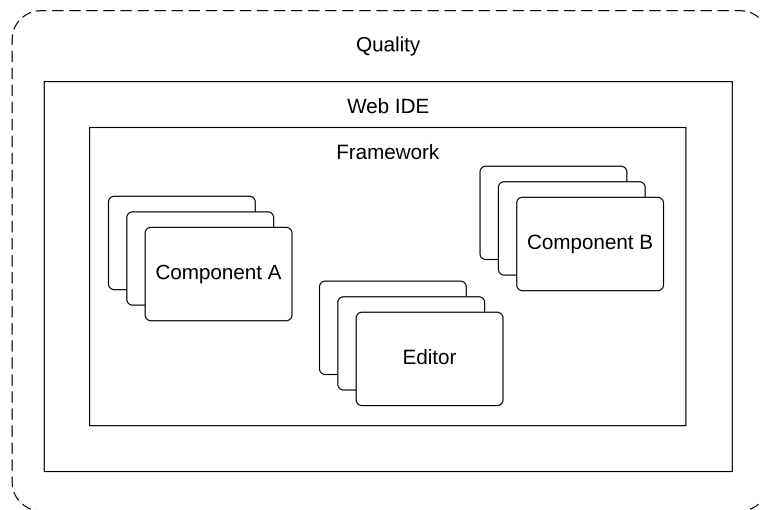 Quality
Web IDE
Framework
Component B
Component A
Editor